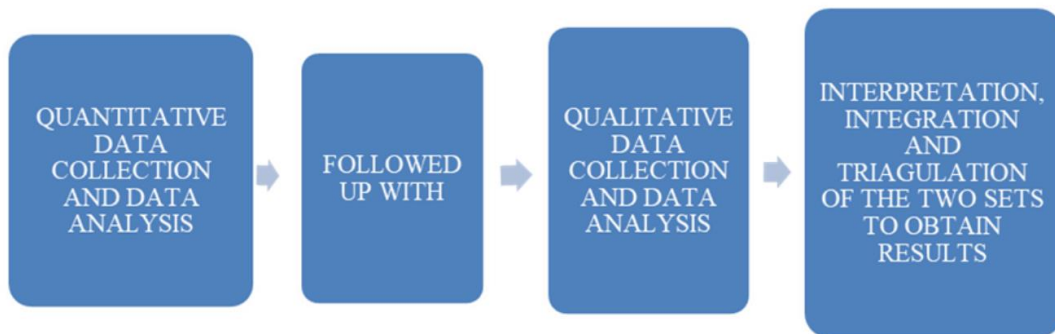 QUANTITATIVE
DATA
COLLECTION
AND DATA
ANALYSIS
FOLLOWED
UP WITH
QUALITATIVE
DATA
COLLECTION
AND DATA
ANALYSIS
INTERPRETATION,
INTEGRATION
AND
TRIAGULATION
OF THE TWO SETS
TO OBTAIN
RESULTS